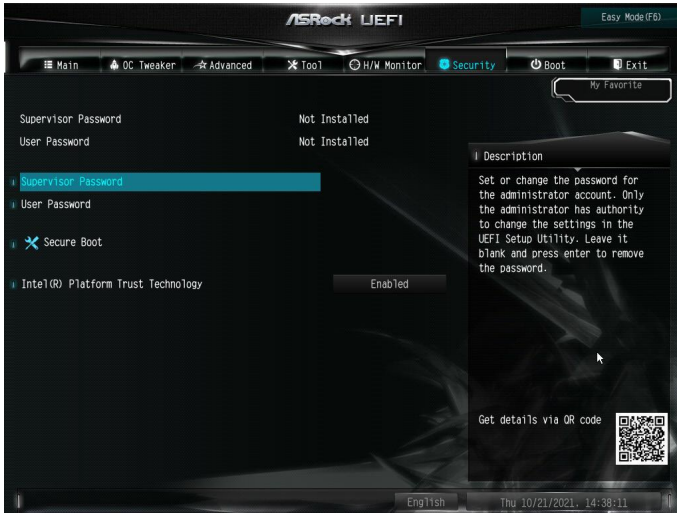 ASRock UEFI
Easy Mode(F6)
Main
OC Tweaker
Advanced
Tool
H/W Monitor
Security
Boot
Exit
My Favorite
Supervisor Password Not Installed
User Password Not Installed
Supervisor Password
User Password
Secure Boot
Intel(R) Platform Trust Technology Enabled
Description
Set or change the password for
the administrator account. Only
the administrator has authority
to change the settings in the
UEFI Setup Utility. Leave it
blank and press enter to remove
the password.
Get details via QR code
English
Thu 10/21/2021. 14:38:11